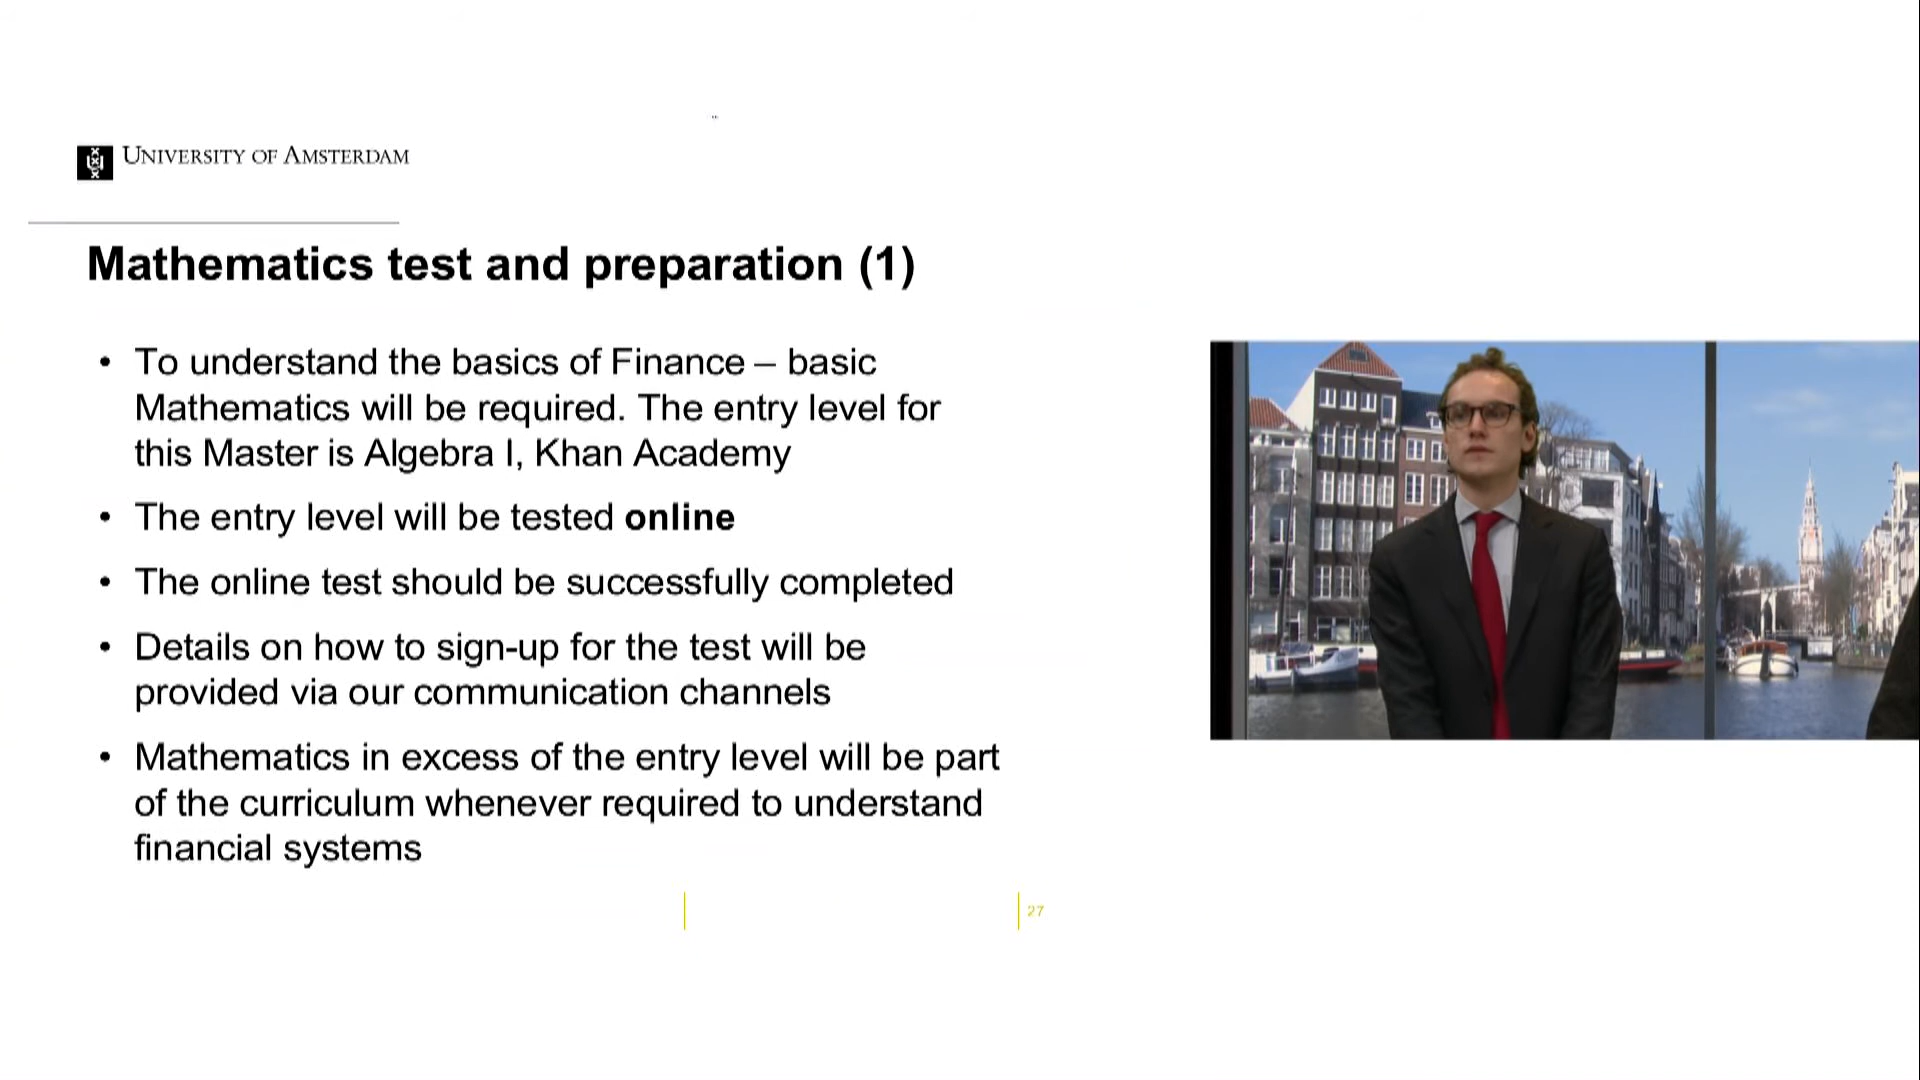 UNIVERSITY OF AMSTERDAM
Mathematics test and preparation (1)
• To understand the basics of Finance – basic
Mathematics will be required. The entry level for
this Master is Algebra I, Khan Academy
• The entry level will be tested online
• The online test should be successfully completed
• Details on how to sign-up for the test will be
provided via our communication channels
• Mathematics in excess of the entry level will be part
of the curriculum whenever required to understand
financial systems
27